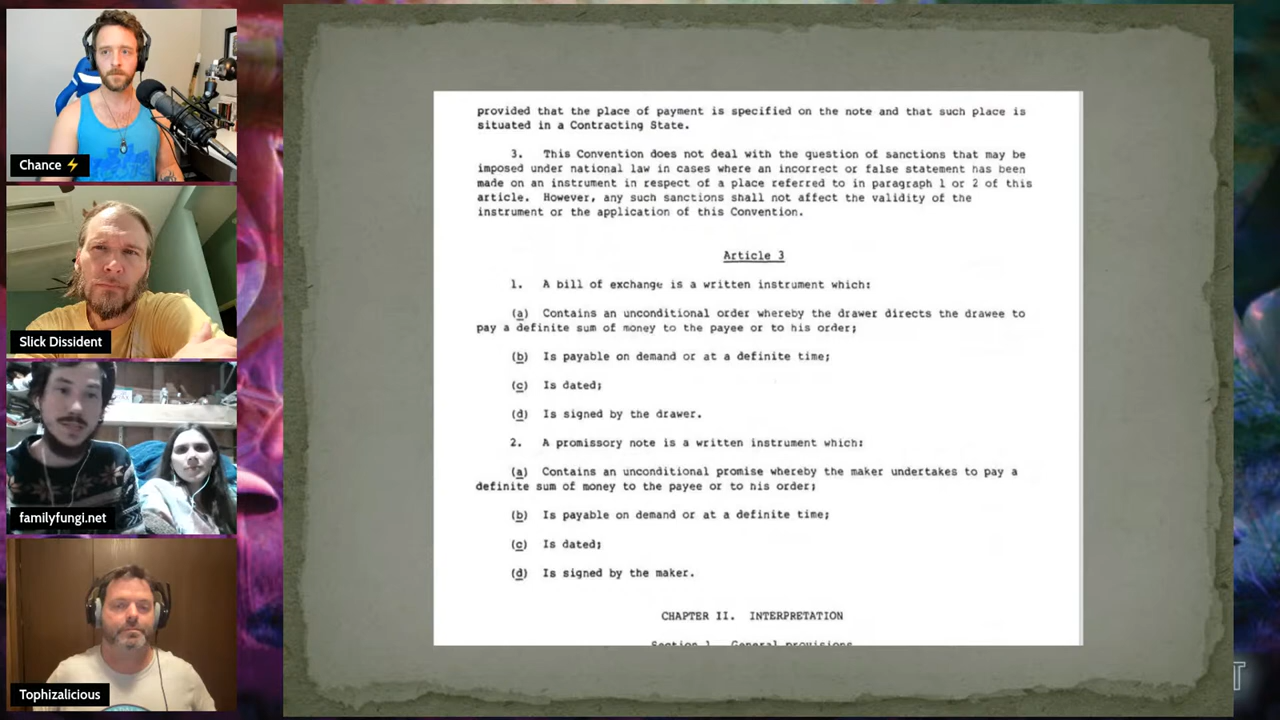 Chance ⚡
Slick Dissident
familyfungi.net
Tophizalicious
provided that the place of payment is specified on the note and that such place is
situated in a Contracting State.
3. This Convention does not deal with the question of sanctions that may be
imposed under national law in cases where an incorrect or false statement has been
made on an instrument in respect of a place referred to in paragraph 1 or 2 of this
article. However, any such sanctions shall not affect the validity of the
instrument or the application of this Convention.
Article 3
1. A bill of exchange is a written instrument which:
(a) Contains an unconditional order whereby the drawer directs the drawee to
pay a definite sum of money to the payee or to his order;
(b) Is payable on demand or at a definite time;
(c) Is dated;
(d) Is signed by the drawer.
2. A promissory note is a written instrument which:
(a) Contains an unconditional promise whereby the maker undertakes to pay a
definite sum of money to the payee or to his order;
(b) Is payable on demand or at a definite time;
(c) Is dated;
(d) Is signed by the maker.
CHAPTER II. INTERPRETATION
Section 1. General provisions
T